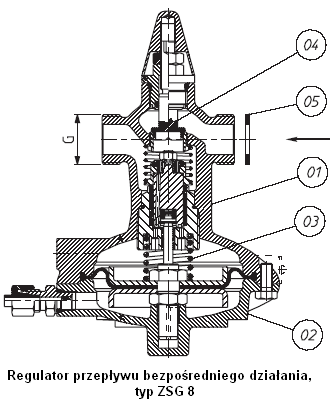 04
05
G
01
03
02
Regulator przepływu bezpośredniego działania,
typ ZSG 8